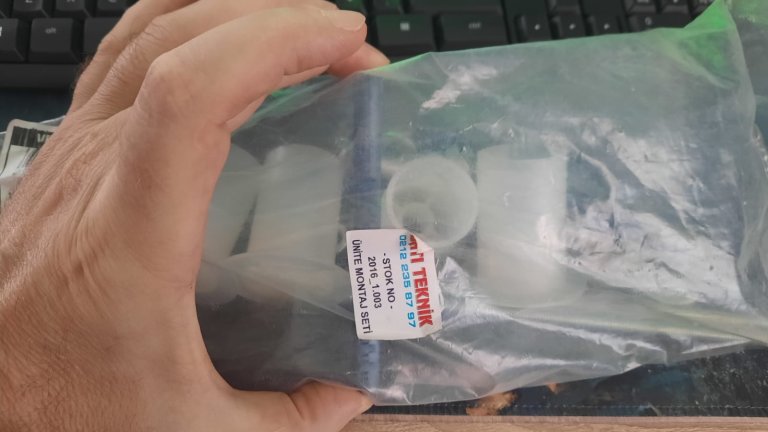 TEKNİK
0212 235 87 97
- STOK NO -
2016_1.003
ÜNİTE MONTAJ SETİ